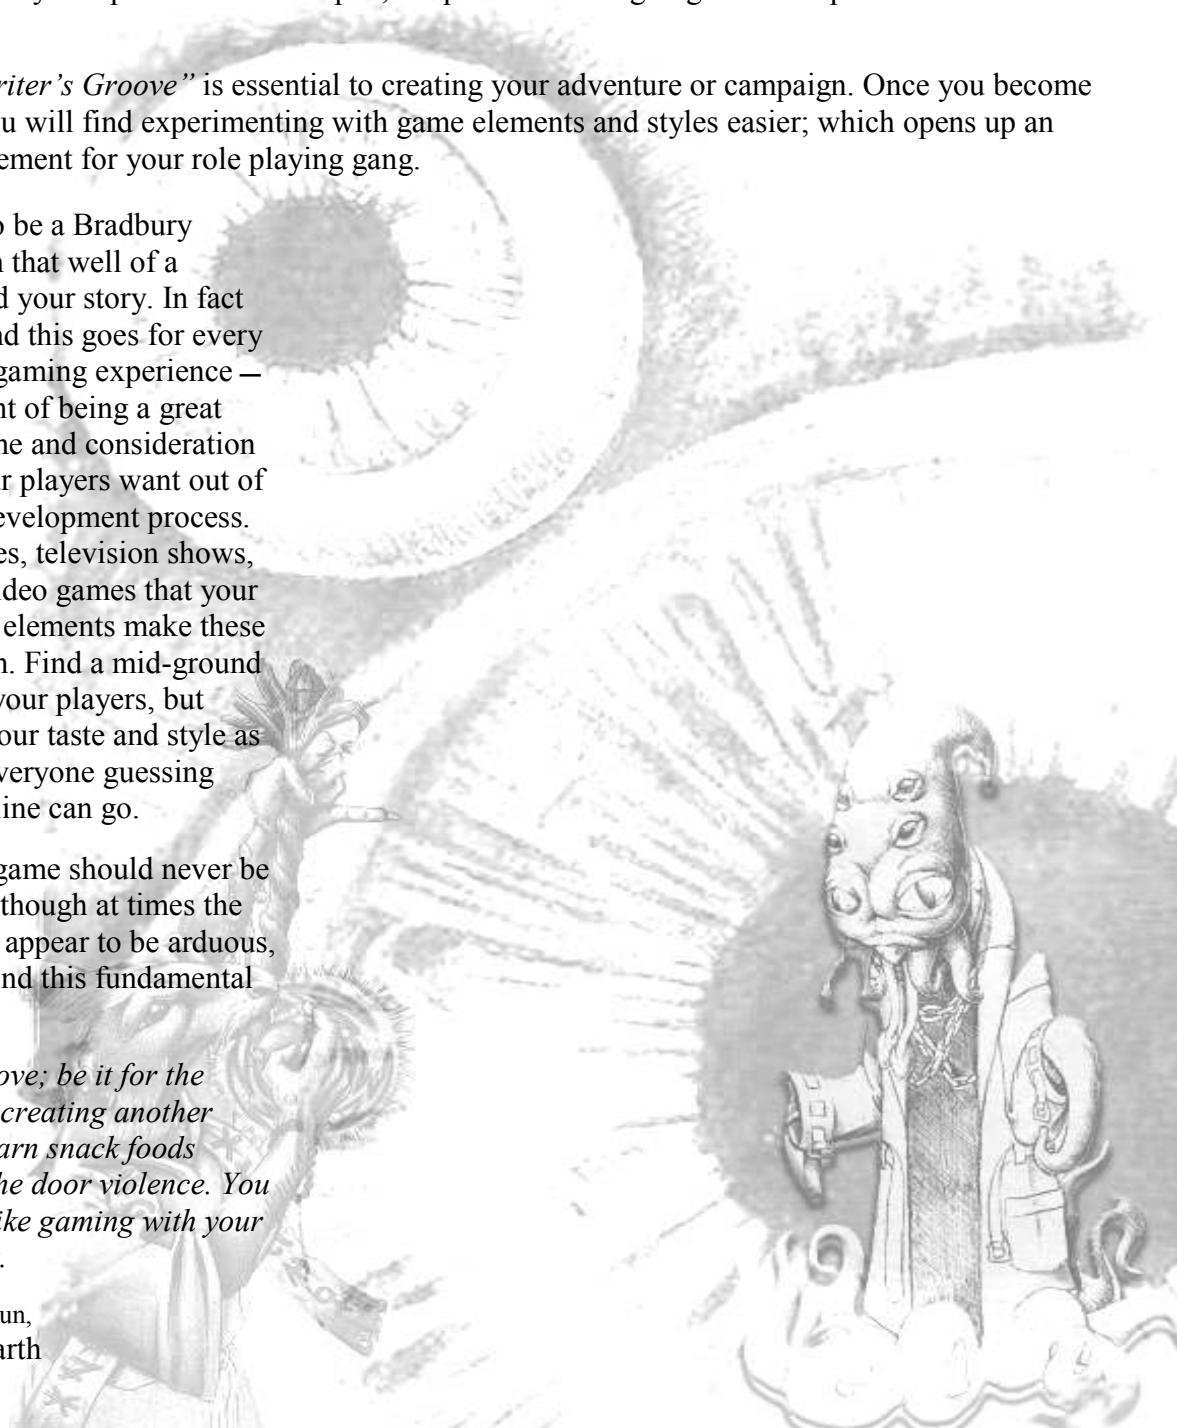 riter’s Groove” is essential to creating your adventure or campaign. Once you become
u will find experimenting with game elements and styles easier; which opens up an
ement for your role playing gang.
o be a Bradbury
n that well of a
d your story. In fact
nd this goes for every
gaming experience —
nt of being a great
ne and consideration
r players want out of
evelopment process.
es, television shows,
ideo games that your
elements make these
n. Find a mid-ground
your players, but
our taste and style as
veryone guessing
line can go.
game should never be
though at times the
appear to be arduous,
nd this fundamental
ove; be it for the
creating another
arn snack foods
he door violence. You
ike gaming with your
.
un,
arth